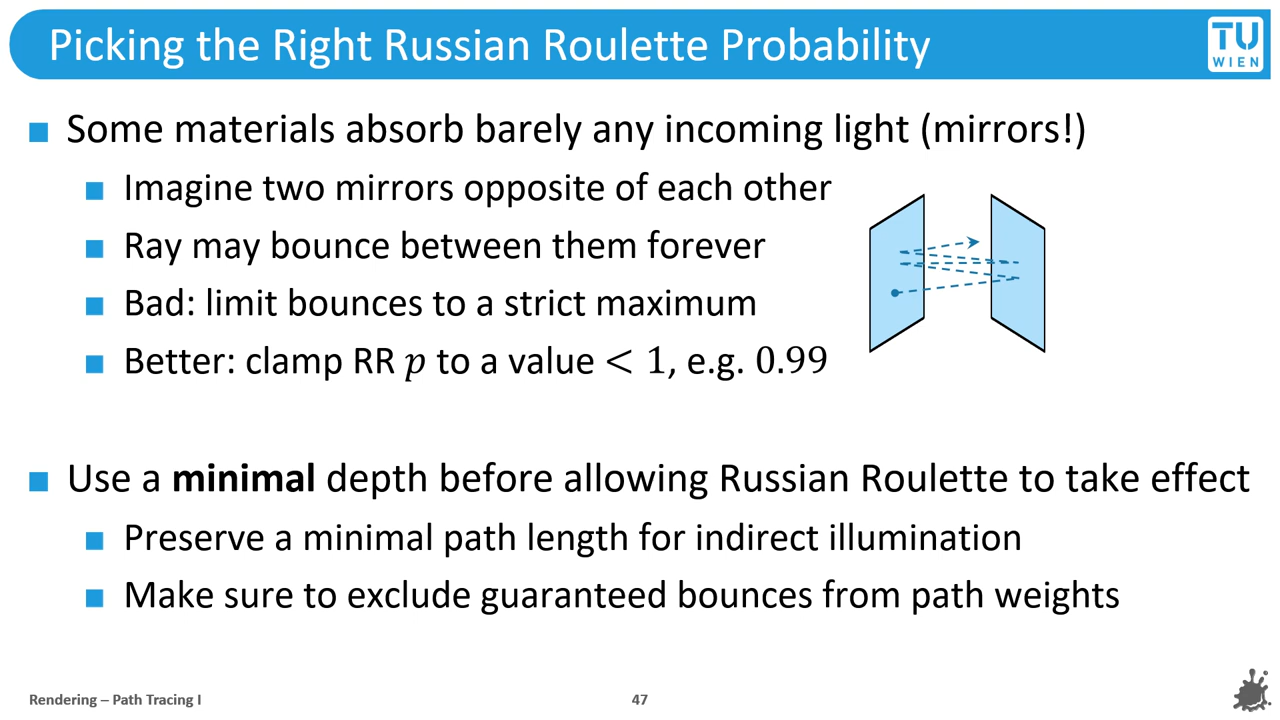 Picking the Right Russian Roulette Probability
TU
WIEN
Some materials absorb barely any incoming light (mirrors!)
Imagine two mirrors opposite of each other
Ray may bounce between them forever
Bad: limit bounces to a strict maximum
Better: clamp RR 𝑝 to a value < 1, e.g. 0.99
Use a minimal depth before allowing Russian Roulette to take effect
Preserve a minimal path length for indirect illumination
Make sure to exclude guaranteed bounces from path weights
Rendering – Path Tracing I
47